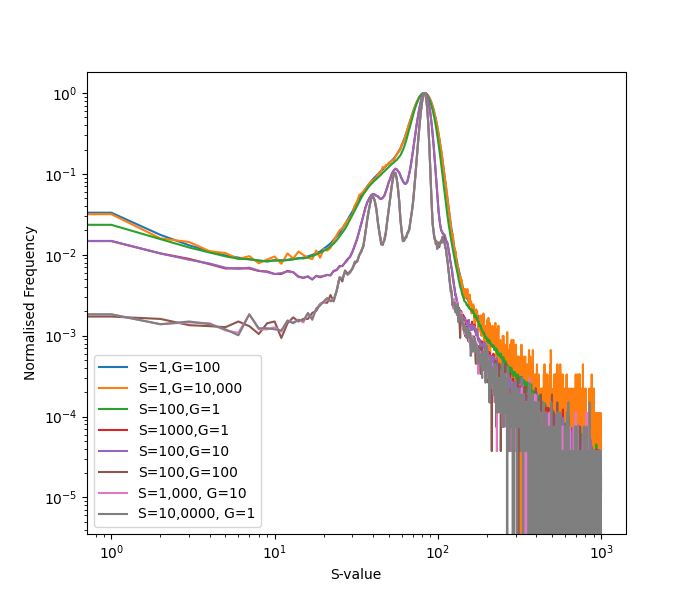 Normalised Frequency
10⁰
10⁻¹
10⁻²
10⁻³
10⁻⁴
10⁻⁵
S=1,G=100
S=1,G=10,000
S=100,G=1
S=1000,G=1
S=100,G=10
S=100,G=100
S=1,000, G=10
S=10,0000, G=1
10⁰
10¹
10²
10³
S-value